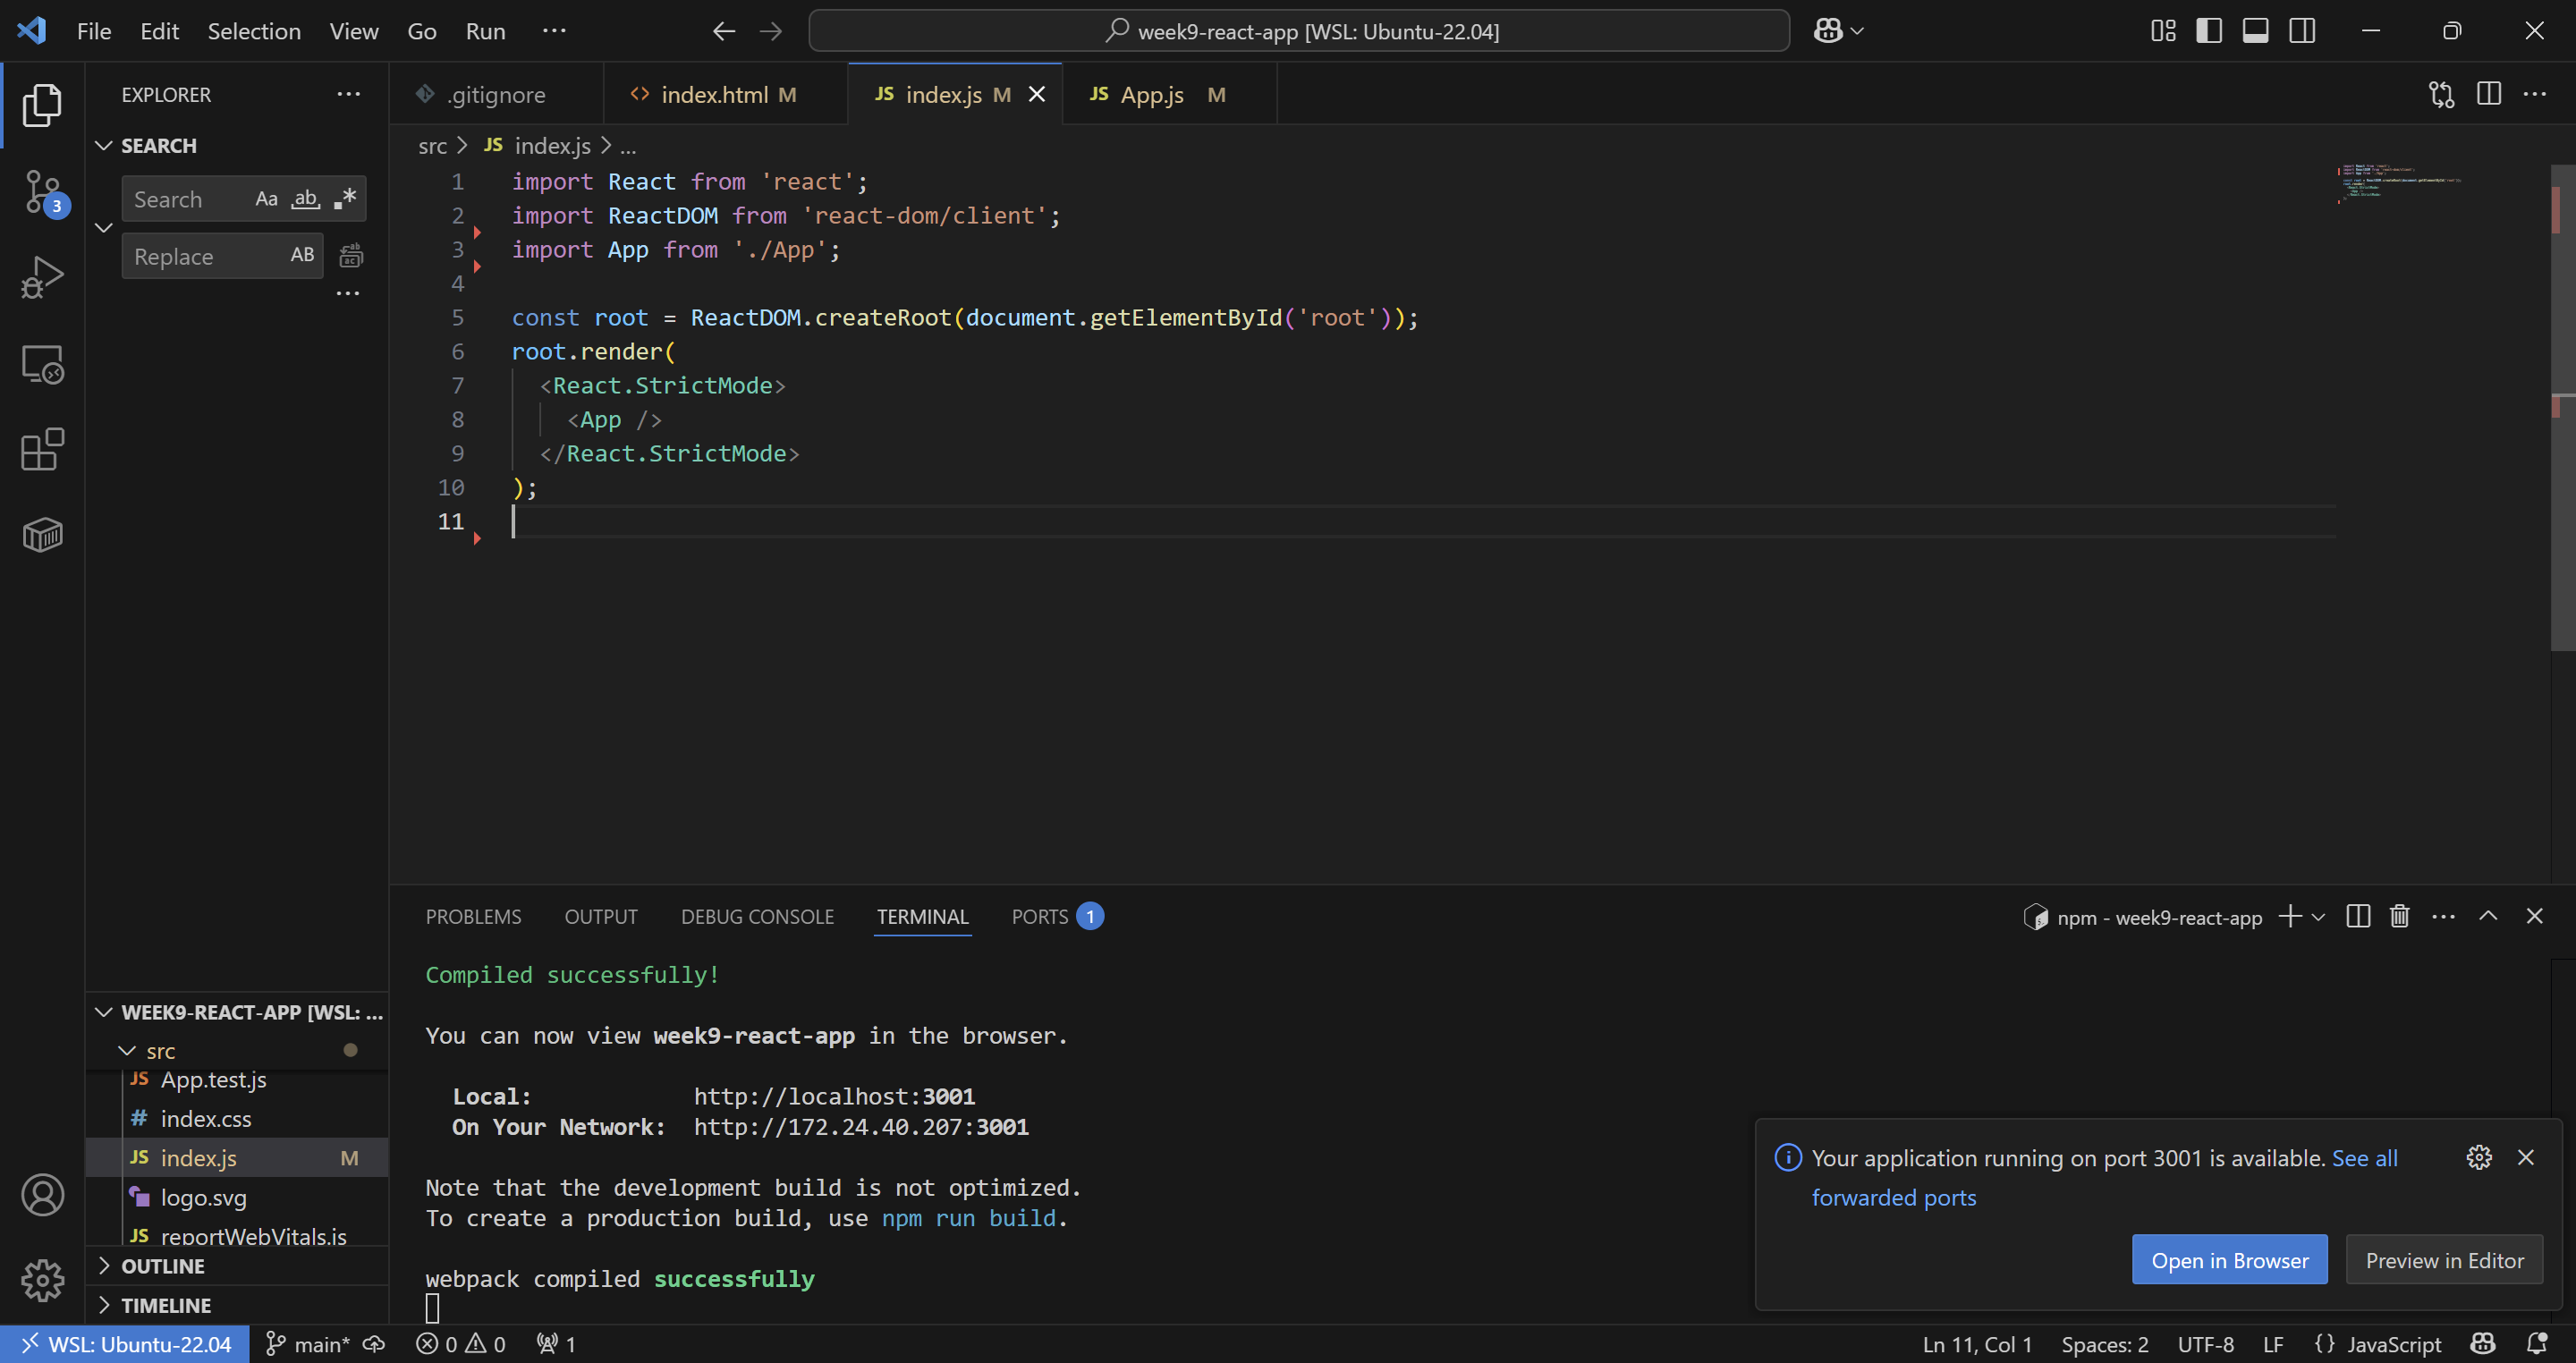 File Edit Selection View Go Run ···
week9-react-app [WSL: Ubuntu-22.04]
EXPLORER
SEARCH
Search Aa ab .*
Replace AB
.gitignore
index.html M
JS index.js M
JS App.js M
src > JS index.js > ...
1 import React from 'react';
2 import ReactDOM from 'react-dom/client';
3 import App from './App';
4
5 const root = ReactDOM.createRoot(document.getElementById('root'));
6 root.render(
7 <React.StrictMode>
8 <App />
9 </React.StrictMode>
10 );
11
3
WEEK9-REACT-APP [WSL: ...
src
JS App.test.js
# index.css
JS index.js M
logo.svg
JS reportWebVitals.js
OUTLINE
TIMELINE
PROBLEMS OUTPUT DEBUG CONSOLE TERMINAL PORTS 1
npm - week9-react-app
Compiled successfully!
You can now view week9-react-app in the browser.
Local: http://localhost:3001
On Your Network: http://172.24.40.207:3001
Note that the development build is not optimized.
To create a production build, use npm run build.
webpack compiled successfully
Your application running on port 3001 is available. See all
forwarded ports
Open in Browser
Preview in Editor
WSL: Ubuntu-22.04 main* 0 0 1
Ln 11, Col 1 Spaces: 2 UTF-8 LF {} JavaScript